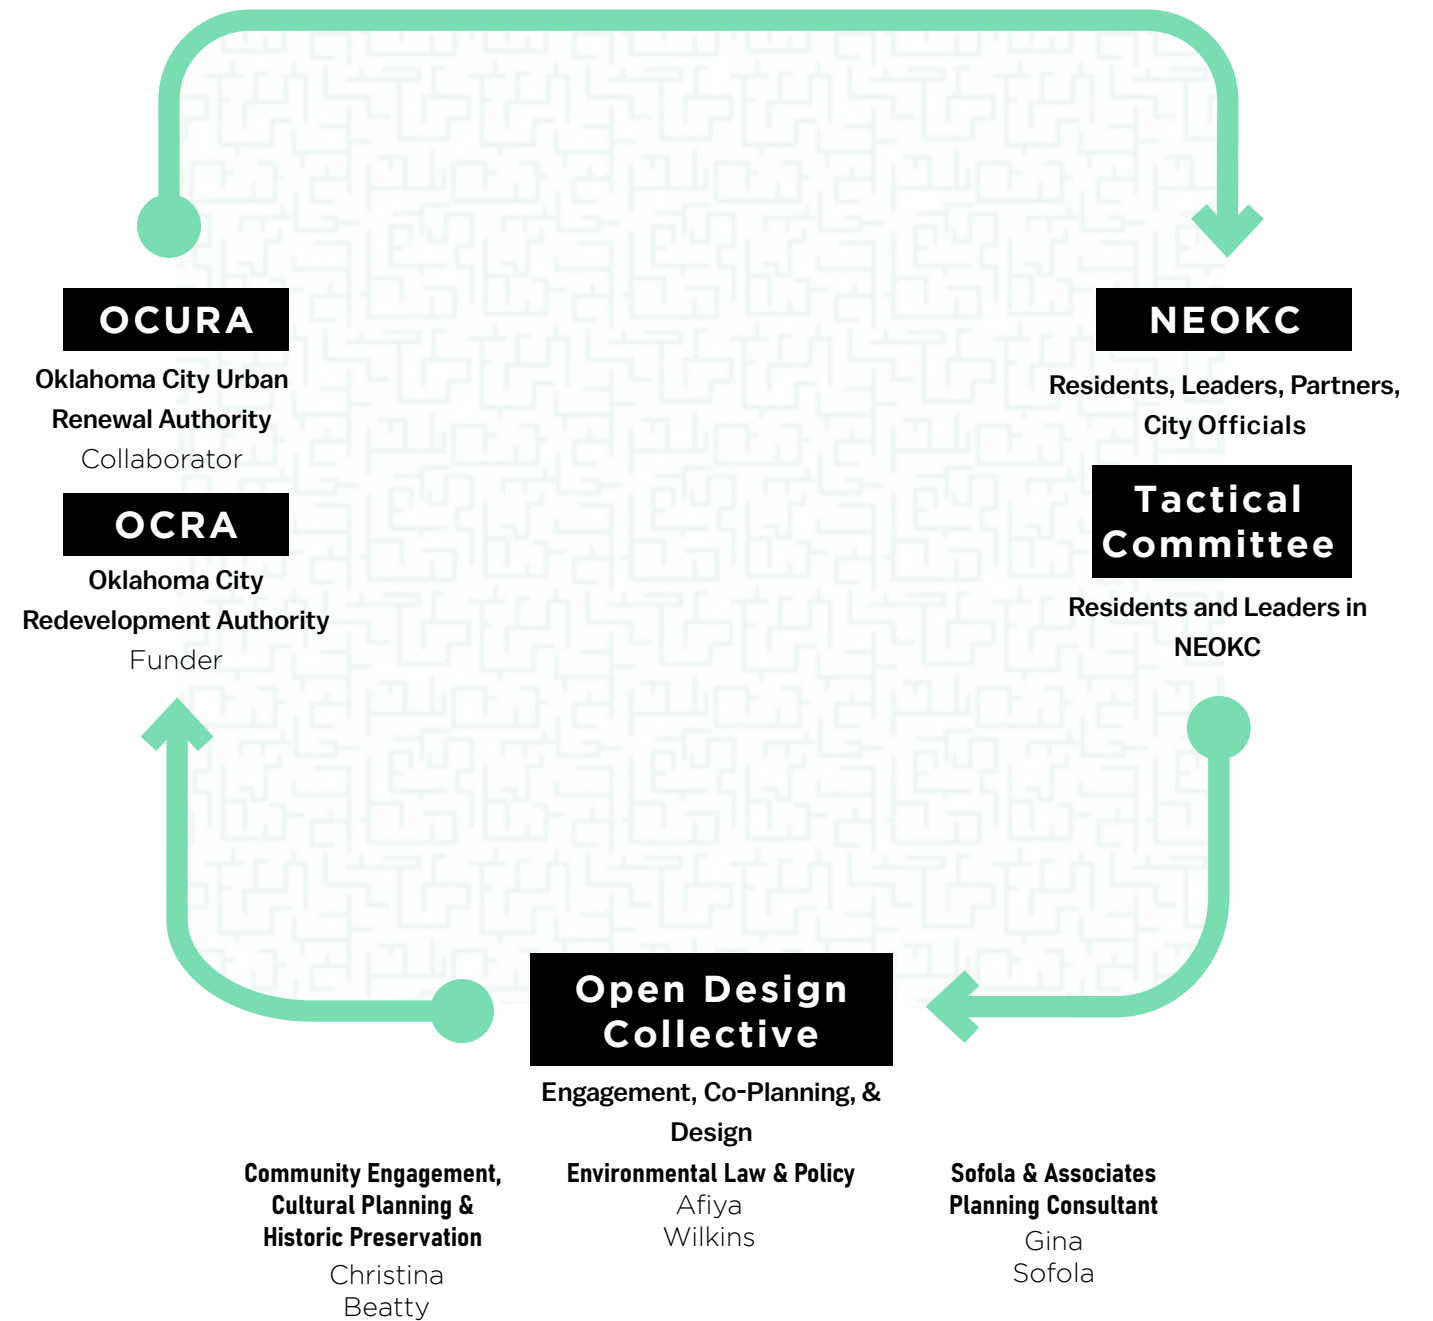 OCURA
Oklahoma City Urban
Renewal Authority
Collaborator
OCRA
Oklahoma City
Redevelopment Authority
Funder
NEOKC
Residents, Leaders, Partners,
City Officials
Tactical
Committee
Residents and Leaders in
NEOKC
Open Design
Collective
Engagement, Co-Planning, &
Design
Community Engagement,
Cultural Planning &
Historic Preservation
Christina
Beatty
Environmental Law & Policy
Afiya
Wilkins
Sofola & Associates
Planning Consultant
Gina
Sofola